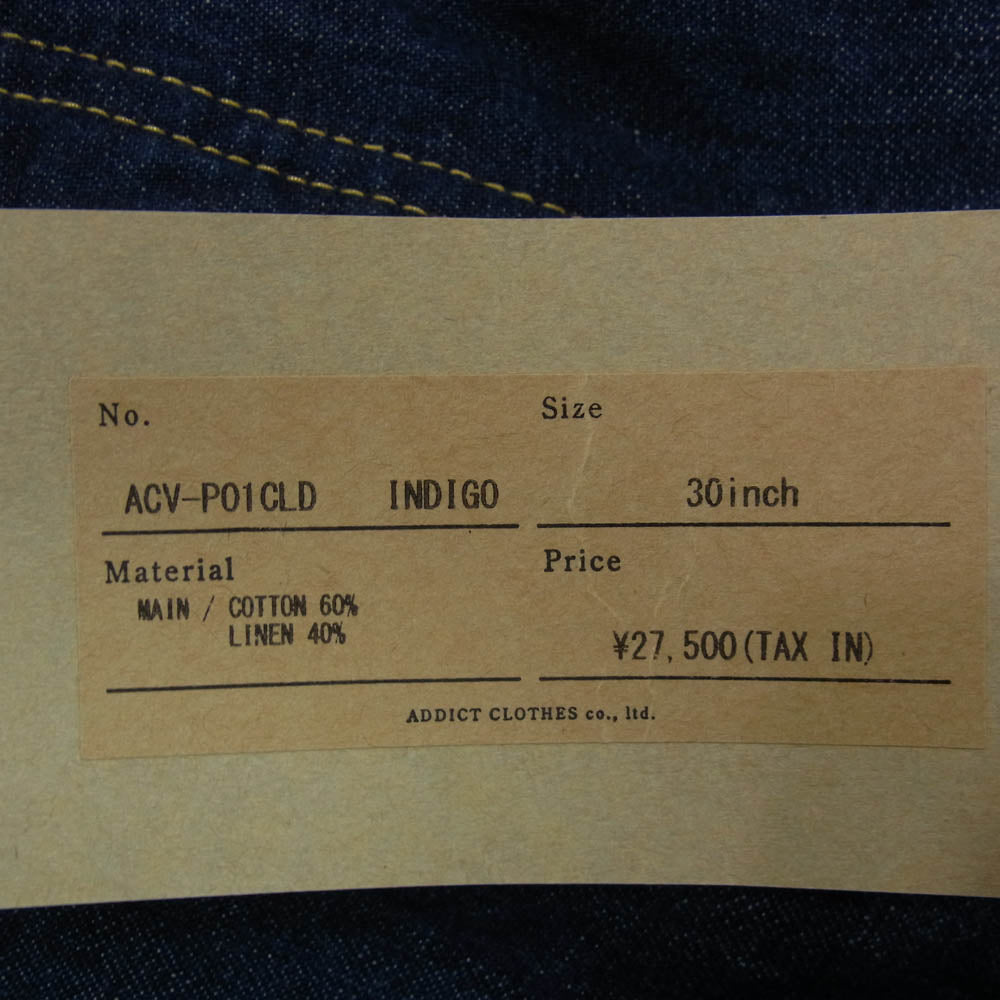 No.
ACV-P01CLD INDIGO
Size
30inch
Material
MAIN / COTTON 60%
LINEN 40%
Price
¥27,500(TAX IN)
ADDICT CLOTHES co., ltd.